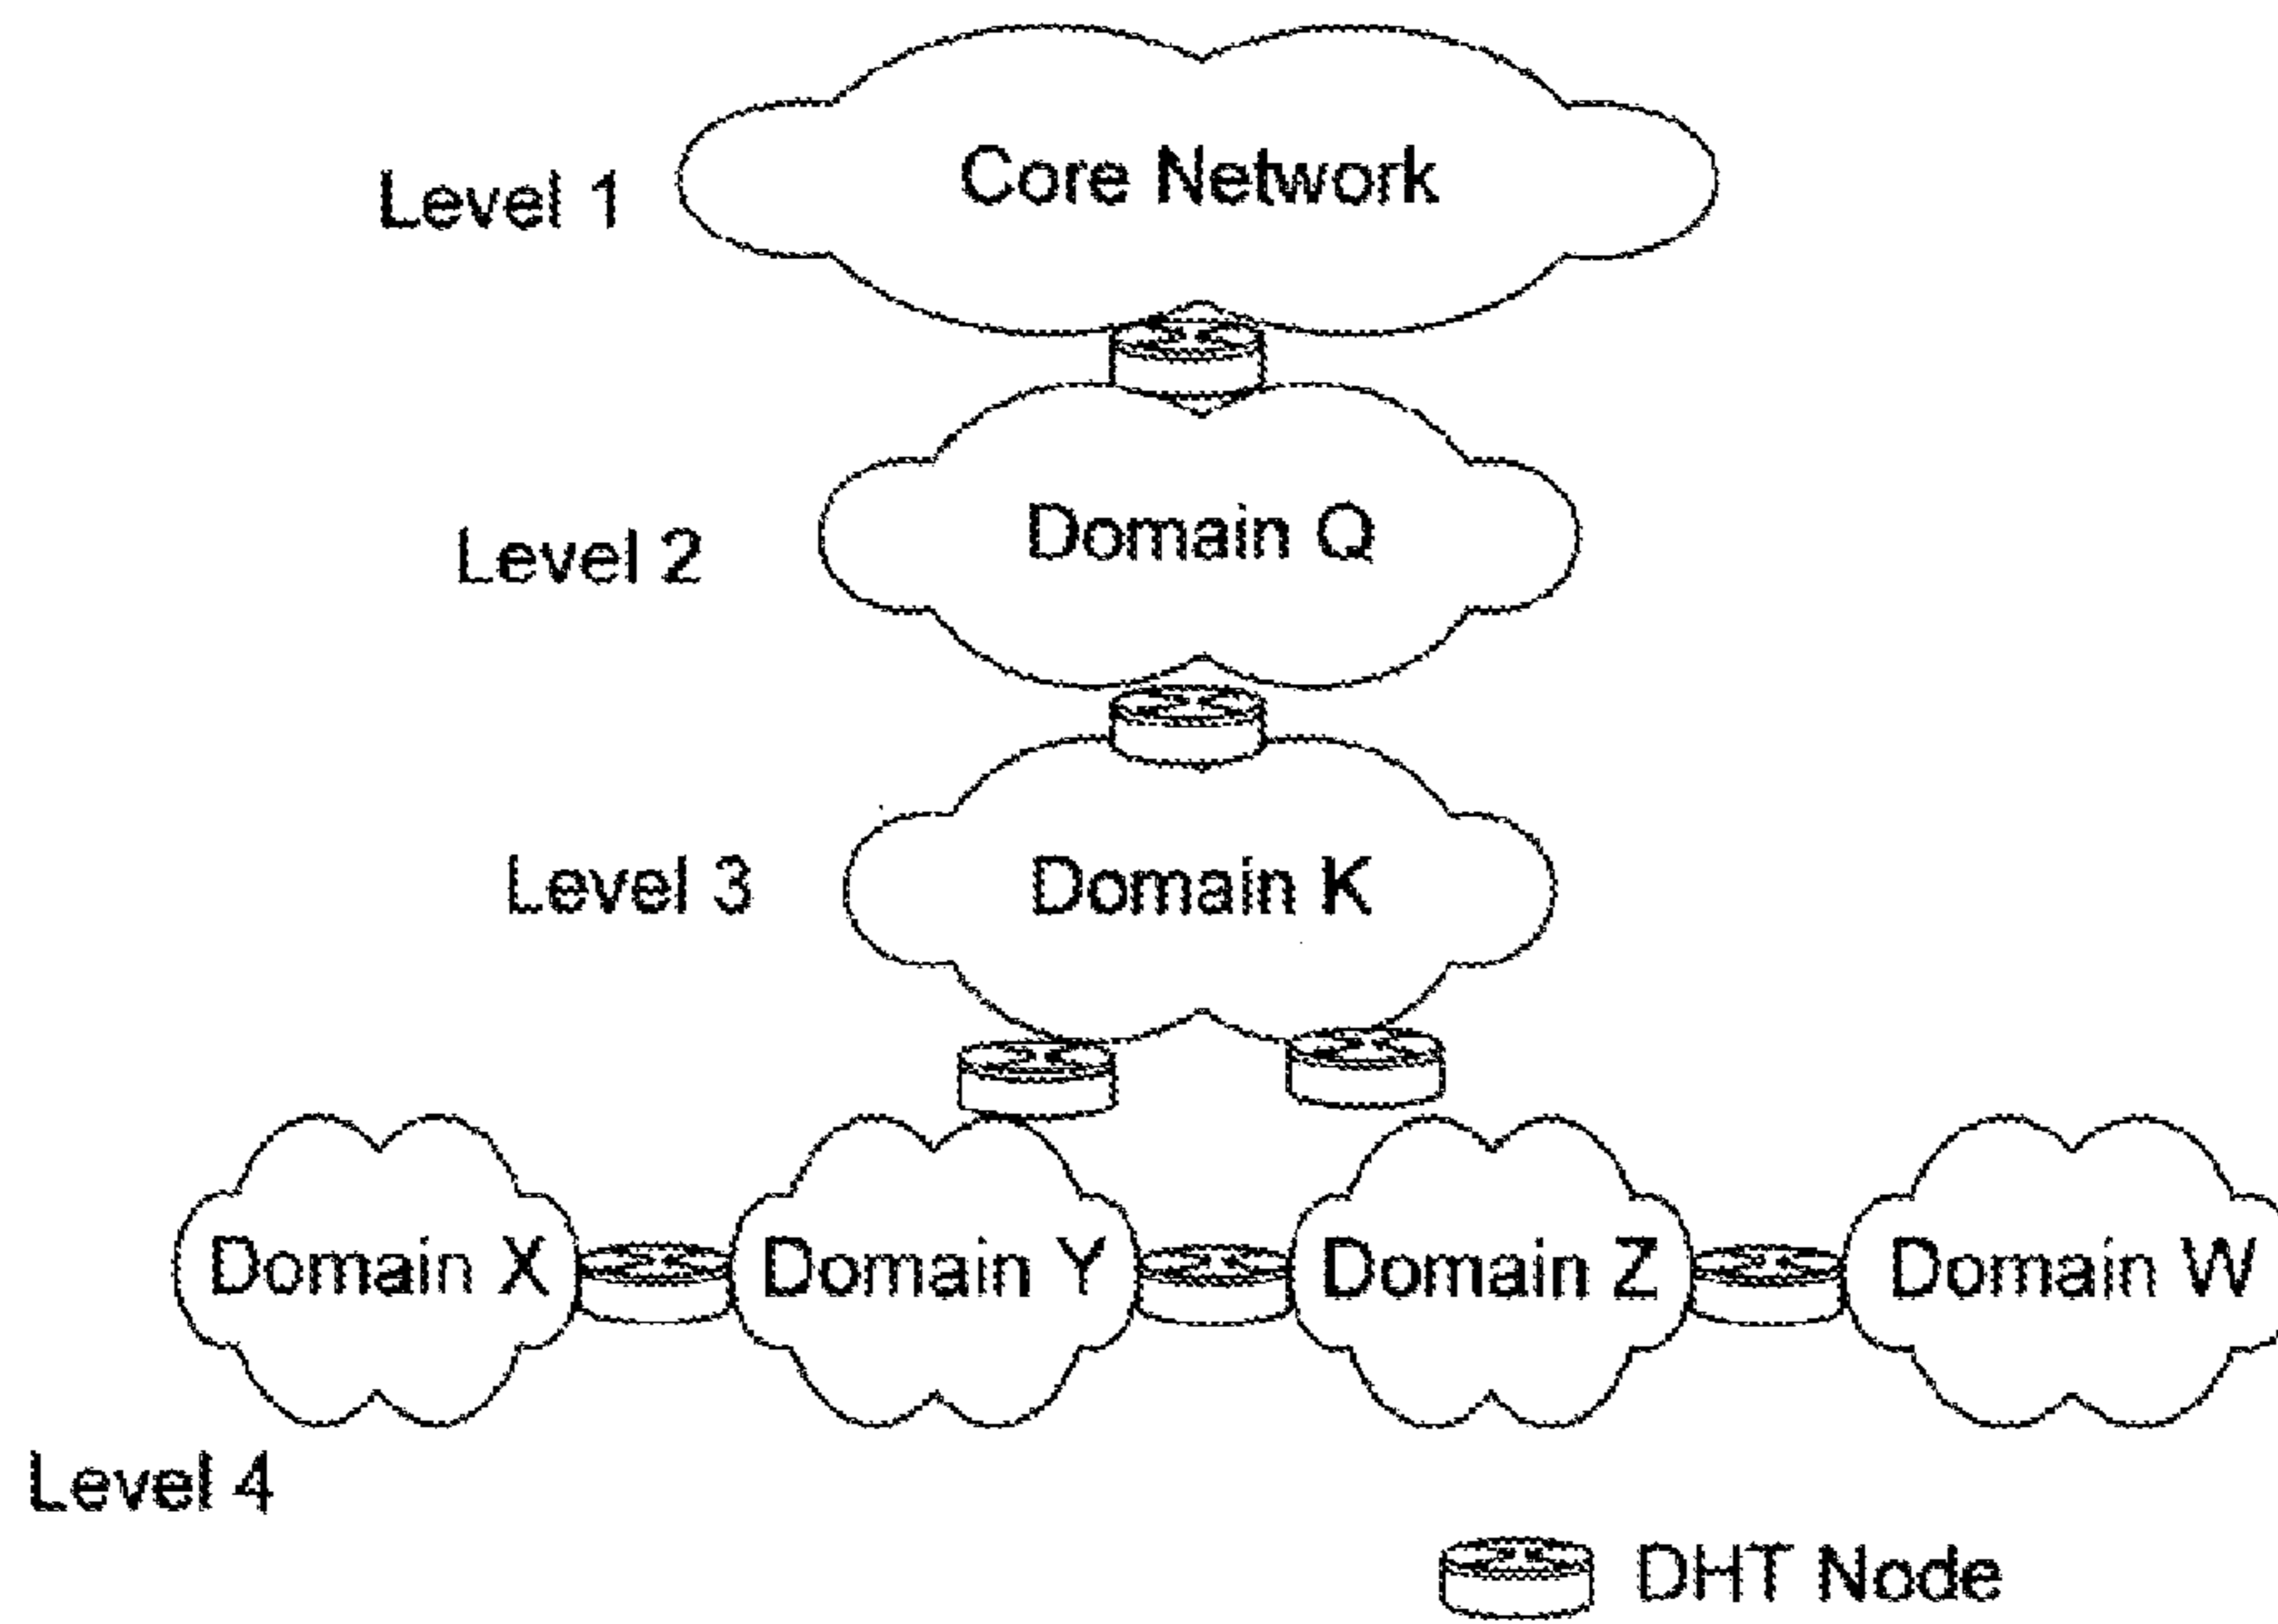 Level 1
Core Network
Level 2
Domain Q
Level 3
Domain K
Domain X
Domain Y
Domain Z
Domain W
Level 4
DHT Node